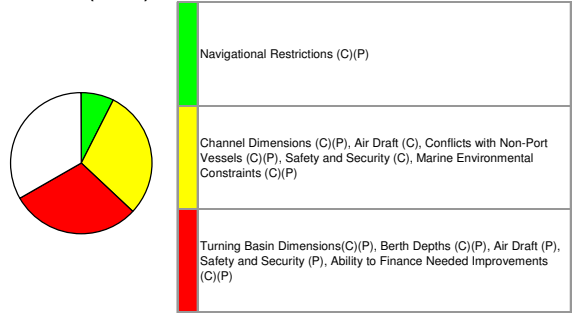 Navigational Restrictions (C)(P)
Channel Dimensions (C)(P), Air Draft (C), Conflicts with Non-Port
Vessels (C)(P), Safety and Security (C), Marine Environmental
Constraints (C)(P)
Turning Basin Dimensions(C)(P), Berth Depths (C)(P), Air Draft (P),
Safety and Security (P), Ability to Finance Needed Improvements
(C)(P)